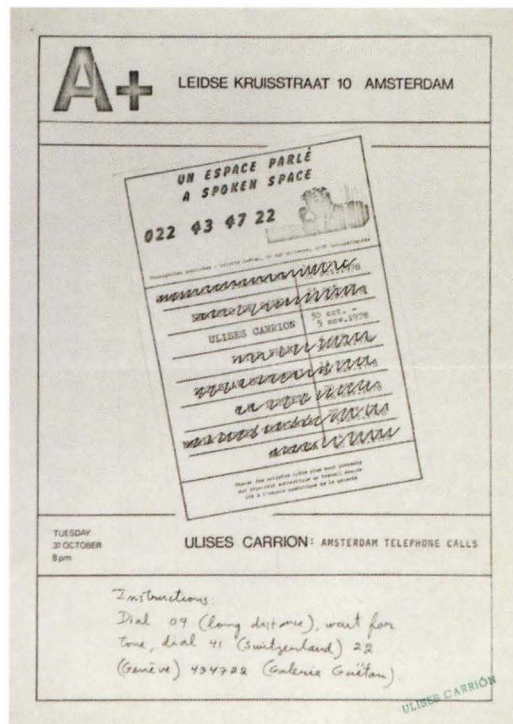 A+
LEIDSE KRUISSTRAAT 10 AMSTERDAM
UN ESPACE PARLÉ
A SPOKEN SPACE
022 43 47 22
ULISES CARRION
30 oct. -
5 nov.1978
TUESDAY
31 OCTOBER
8pm
ULISES CARRION: AMSTERDAM TELEPHONE CALLS
Instructions:
Dial 09 (long distance), wait for
tone, dial 41 (Switzerland) 22
(Genève) 434722 (Galerie Gaëtan).
ULISES CARRIÓN